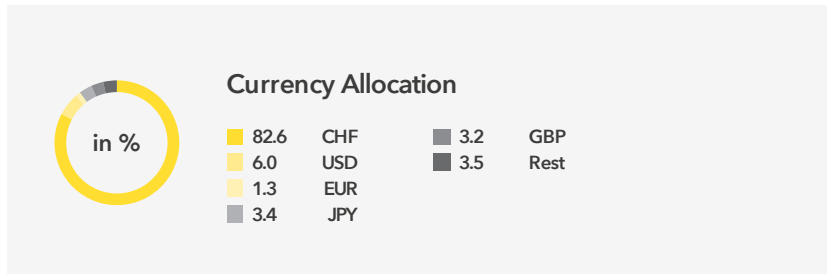 Currency Allocation
in %
82.6 CHF
6.0 USD
1.3 EUR
3.4 JPY
3.2 GBP
3.5 Rest